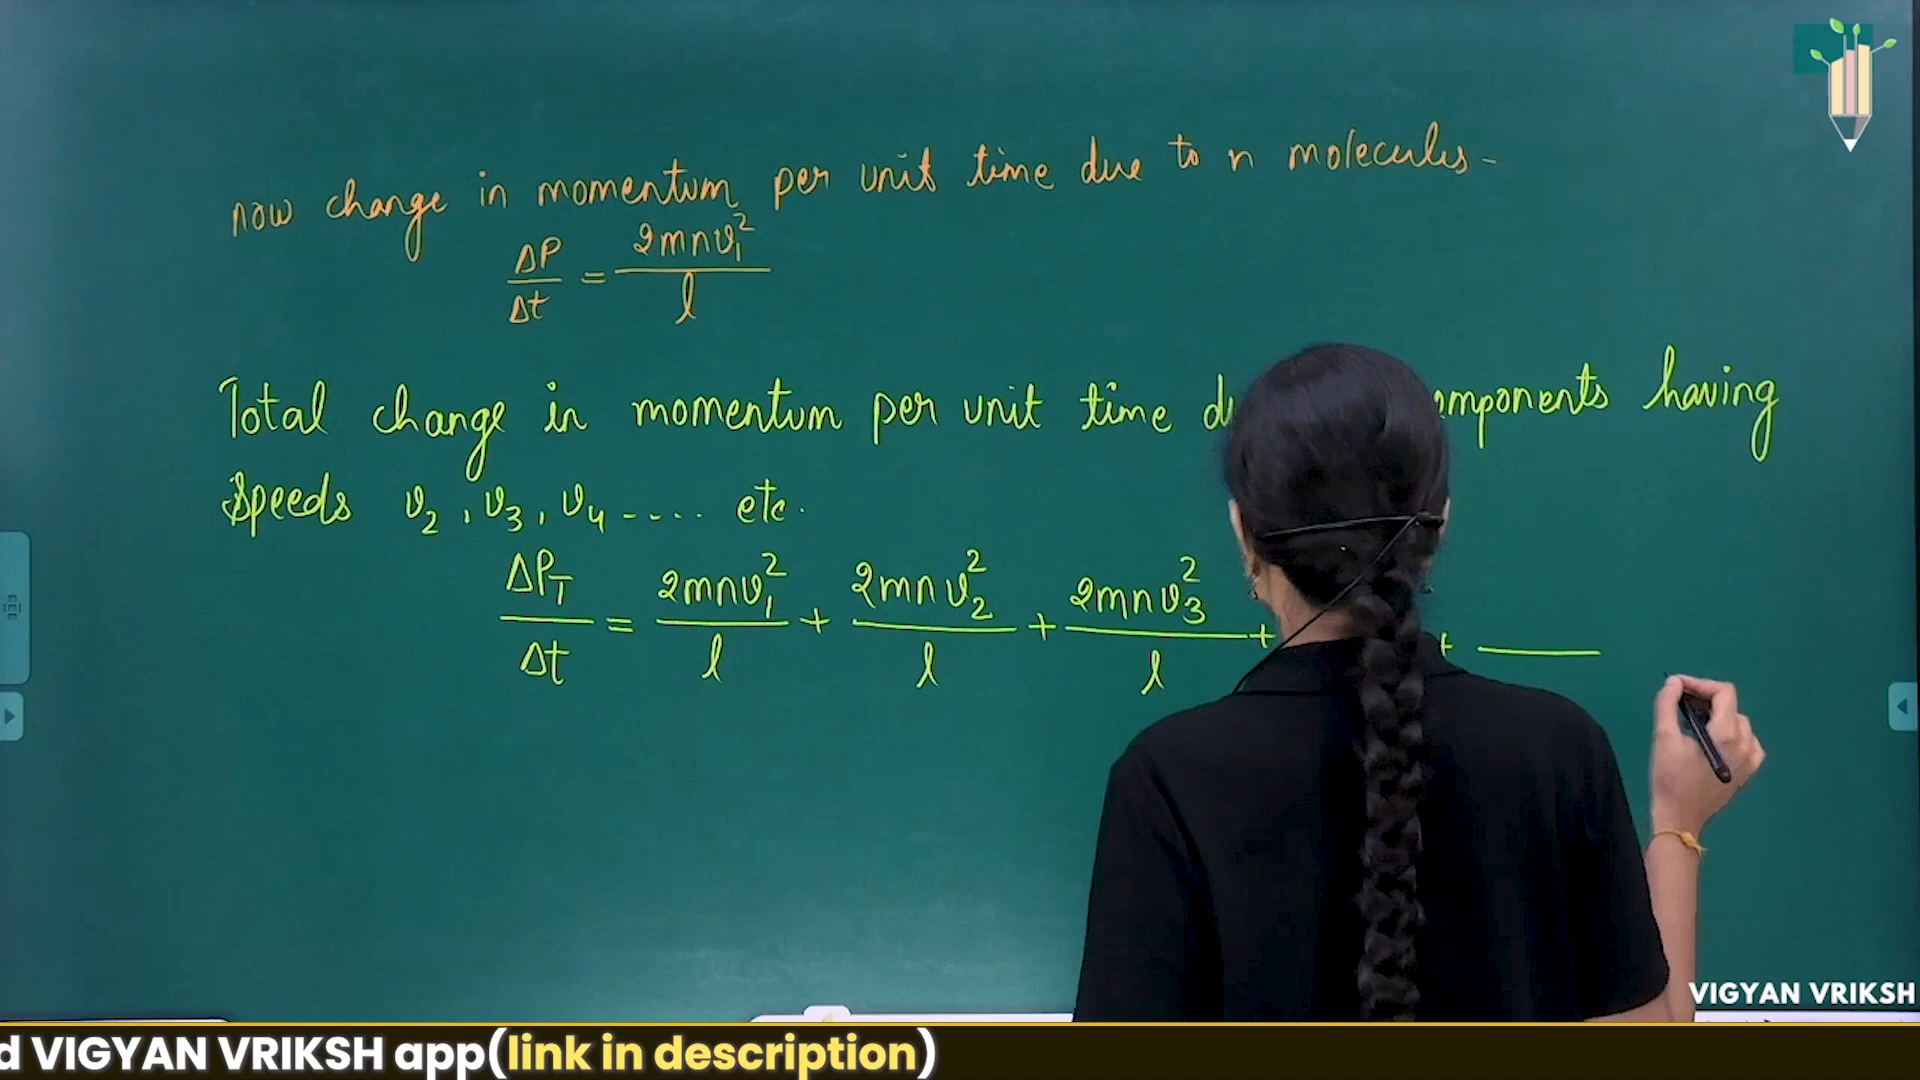 now change in momentum per unit time due to n molecules -
ΔP/Δt = 2mnv₁²/l
Total change in momentum per unit time having
speeds v₂, v₃, v₄ ---- etc.
ΔP_T/Δt = 2mnv₁²/l + 2mnv₂²/l + 2mnv₃²/l + + ____
VIGYAN VRIKSH
d VIGYAN VRIKSH app(link in description)